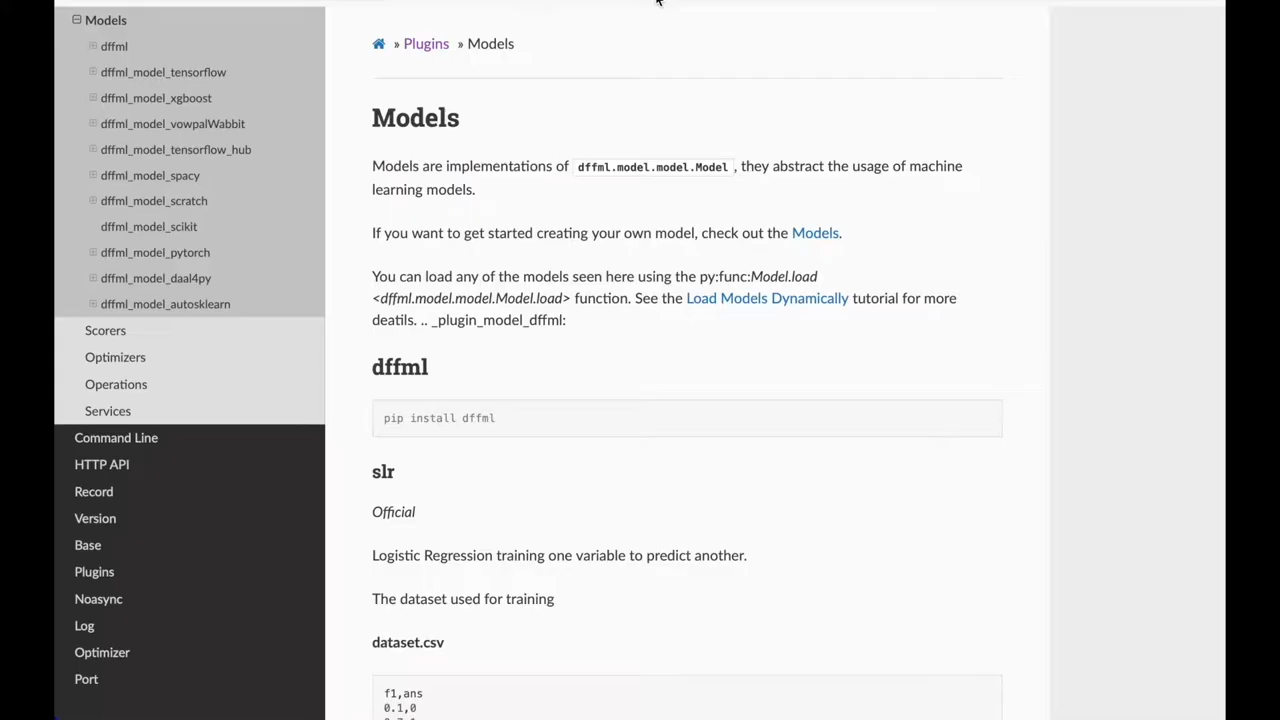 Models
dffml
dffml_model_tensorflow
dffml_model_xgboost
dffml_model_vowpalWabbit
dffml_model_tensorflow_hub
dffml_model_spacy
dffml_model_scratch
dffml_model_scikit
dffml_model_pytorch
dffml_model_daal4py
dffml_model_autosklearn
Scorers
Optimizers
Operations
Services
Command Line
HTTP API
Record
Version
Base
Plugins
Noasync
Log
Optimizer
Port
» Plugins » Models
Models
Models are implementations of dffml.model.model.Model, they abstract the usage of machine
learning models.
If you want to get started creating your own model, check out the Models.
You can load any of the models seen here using the py:func:Model.load
<dffml.model.model.Model.load> function. See the Load Models Dynamically tutorial for more
deatils. .. _plugin_model_dffml:
dffml
pip install dffml
slr
Official
Logistic Regression training one variable to predict another.
The dataset used for training
dataset.csv
f1,ans
0.1,0